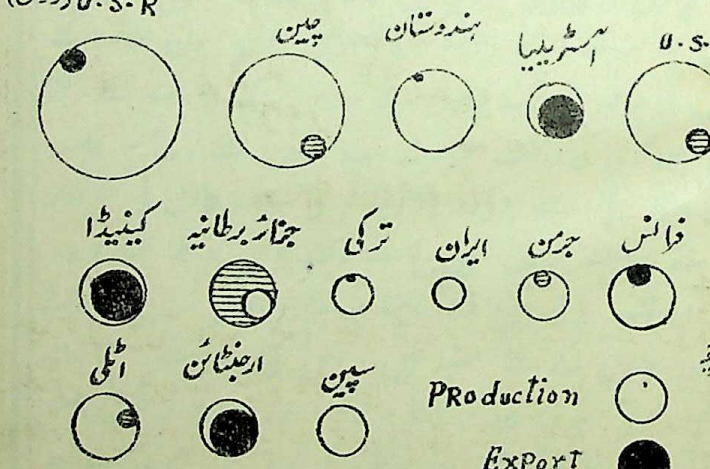 U.S.R
چین ہندوستان آسٹریلیا U.S.
کینیڈا جزائر برطانیہ ترکی ایران جرمن فرانس
اٹلی ارجنٹائن سپین
PRoduction
ExPorT